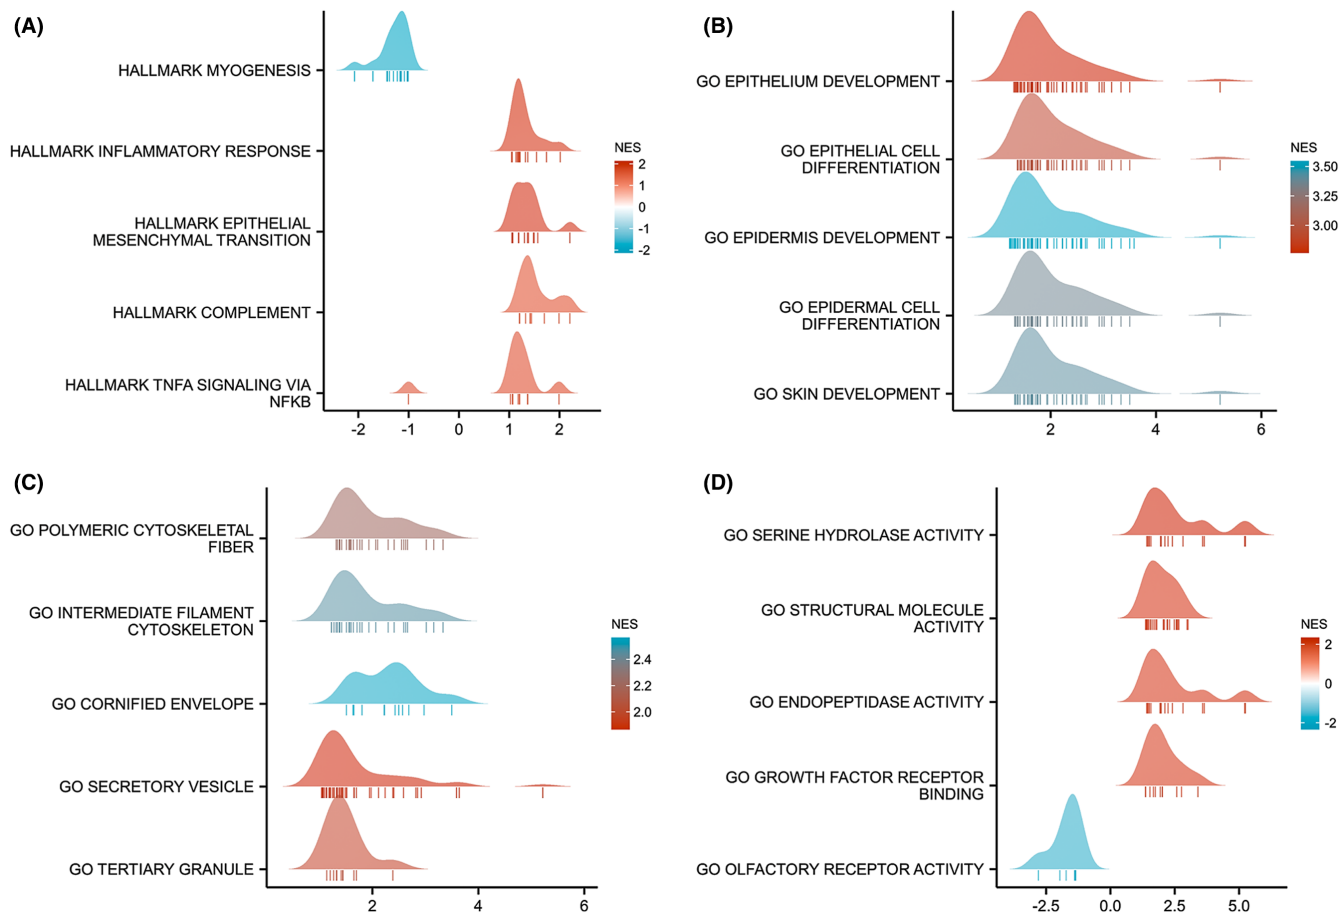 (A)
HALLMARK MYOGENESIS
HALLMARK INFLAMMATORY RESPONSE
HALLMARK EPITHELIAL
MESENCHYMAL TRANSITION
HALLMARK COMPLEMENT
HALLMARK TNFA SIGNALING VIA
NFKB
-2 -1 0 1 2
NES
2
1
0
-1
-2
(B)
GO EPITHELIUM DEVELOPMENT
GO EPITHELIAL CELL
DIFFERENTIATION
GO EPIDERMIS DEVELOPMENT
GO EPIDERMAL CELL
DIFFERENTIATION
GO SKIN DEVELOPMENT
2 4 6
NES
3.50
3.25
3.00
(C)
GO POLYMERIC CYTOSKELETAL
FIBER
GO INTERMEDIATE FILAMENT
CYTOSKELETON
GO CORNIFIED ENVELOPE
GO SECRETORY VESICLE
GO TERTIARY GRANULE
2 4 6
NES
2.4
2.2
2.0
(D)
GO SERINE HYDROLASE ACTIVITY
GO STRUCTURAL MOLECULE
ACTIVITY
GO ENDOPEPTIDASE ACTIVITY
GO GROWTH FACTOR RECEPTOR
BINDING
GO OLFACTORY RECEPTOR ACTIVITY
-2.5 0.0 2.5 5.0
NES
2
0
-2